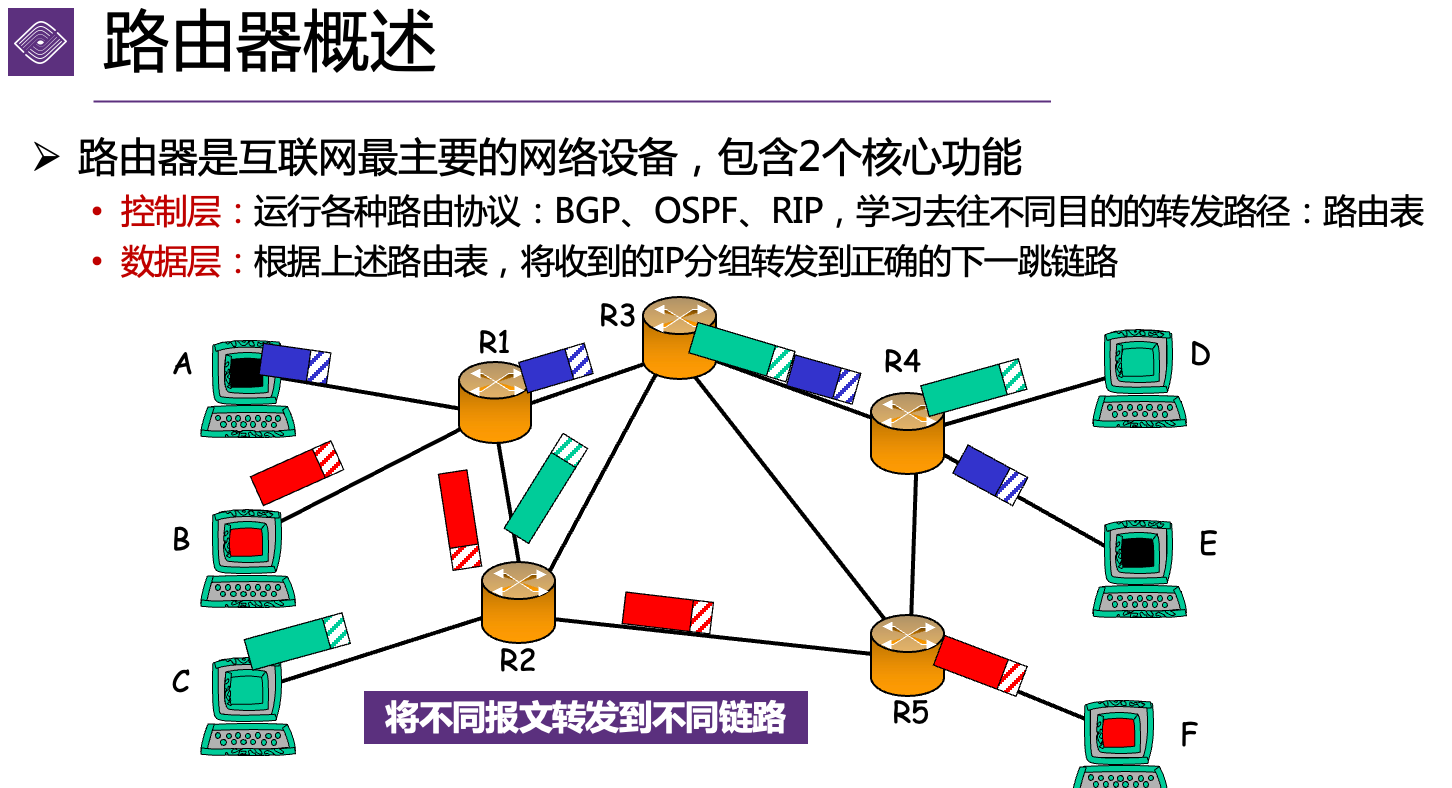 路由器概述
路由器是互联网最主要的网络设备，包含2个核心功能
控制层：运行各种路由协议：BGP、OSPF、RIP，学习去往不同目的的转发路径：路由表
数据层：根据上述路由表，将收到的IP分组转发到正确的下一跳链路
R3
R1
D
A
R4
B
E
C
R2
R5
将不同报文转发到不同链路
F